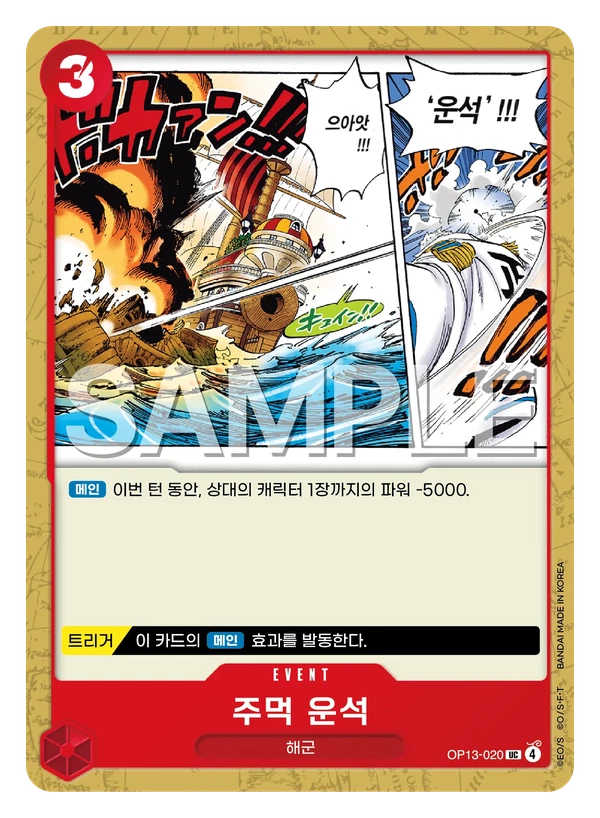 3
ドカァン!!!
으아앗
!!!
‘운석’!!!
キュイン!!
SAMPLE
메인 이번 턴 동안, 상대의 캐릭터 1장까지의 파워 -5000.
트리거 이 카드의 메인 효과를 발동한다.
EVENT
주먹 운석
해군
OP13-020 UC 4
©E.O/S. ©O/S·F·T BANDAI MADE IN KOREA